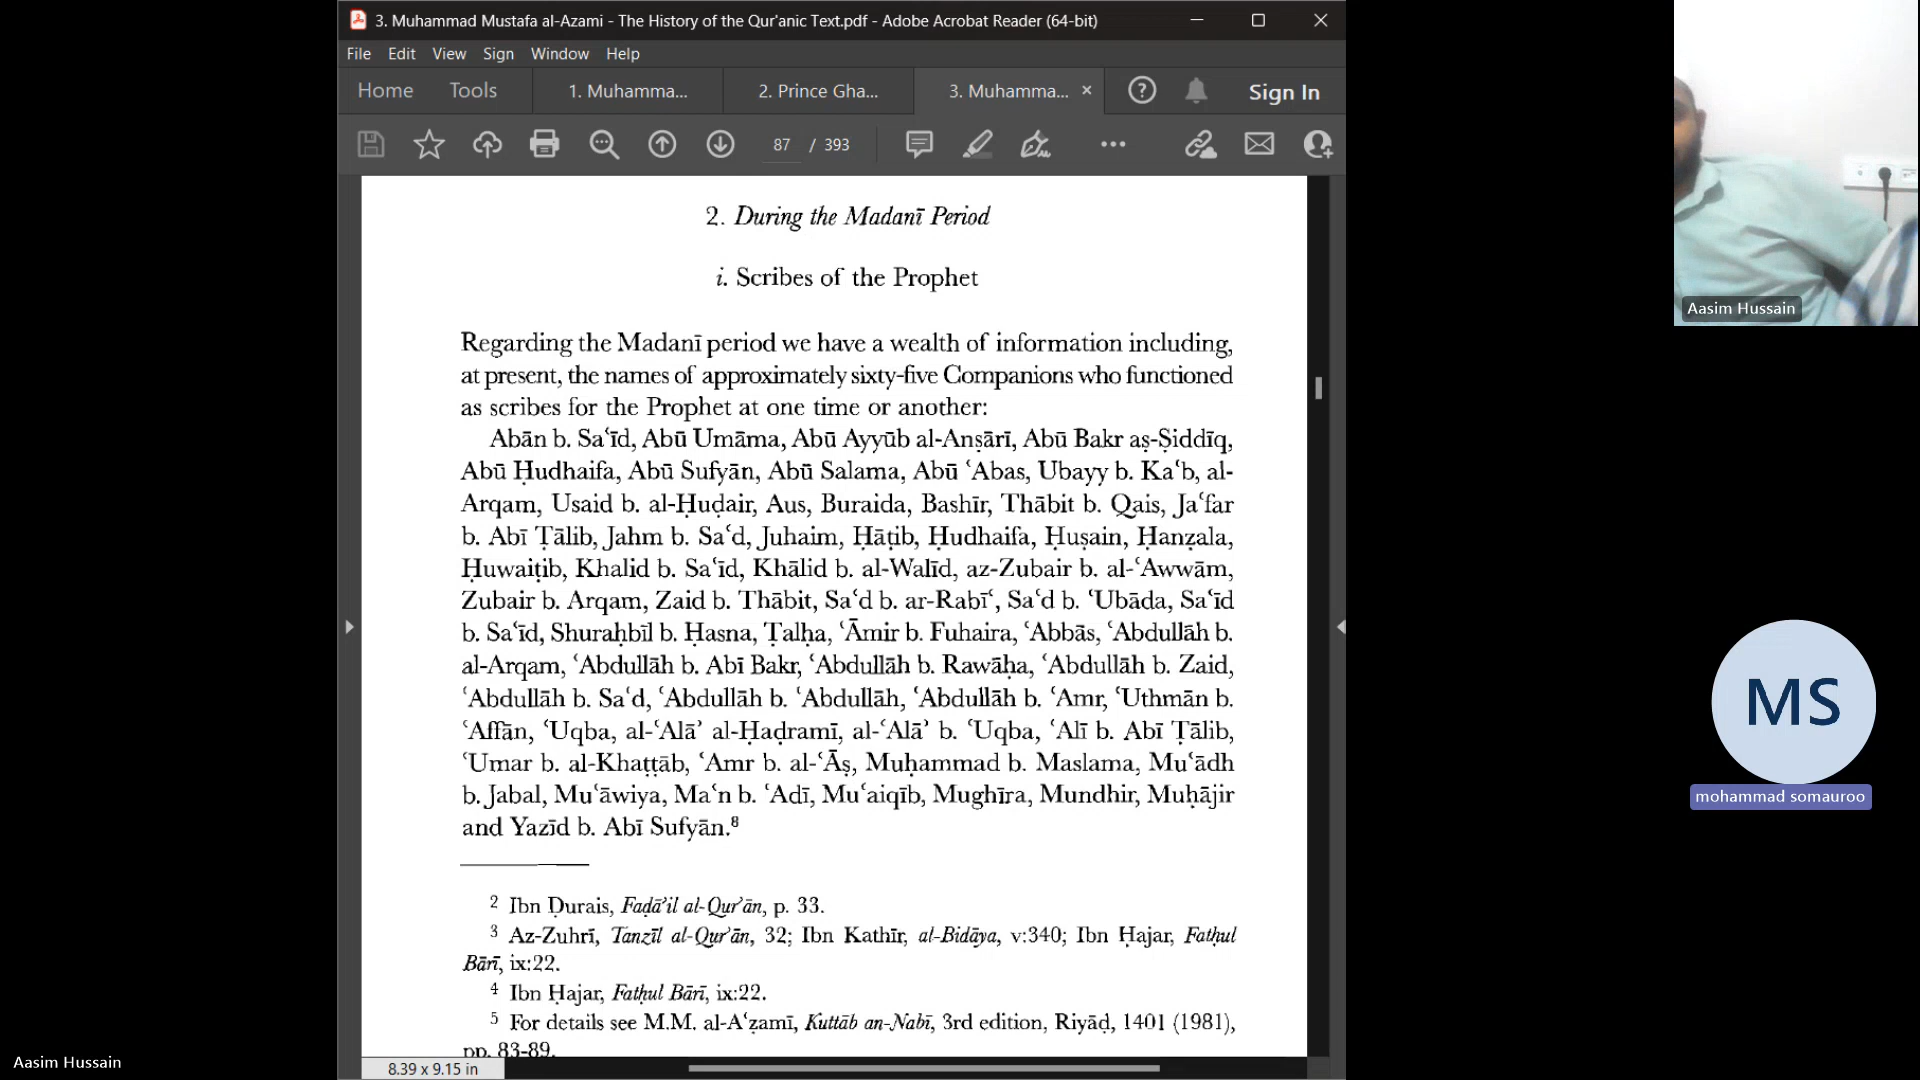 3. Muhammad Mustafa al-Azami - The History of the Qur'anic Text.pdf - Adobe Acrobat Reader (64-bit)
File Edit View Sign Window Help
Home Tools 1. Muhamma... 2. Prince Gha... 3. Muhamma... Sign In
87 / 393
2. During the Madanī Period
i. Scribes of the Prophet
Regarding the Madanī period we have a wealth of information including,
at present, the names of approximately sixty-five Companions who functioned
as scribes for the Prophet at one time or another:
Abān b. Saʿīd, Abū Umāma, Abū Ayyūb al-Anṣārī, Abū Bakr aṣ-Ṣiddīq,
Abū Ḥudhaifa, Abū Sufyān, Abū Salama, Abū ʿAbas, Ubayy b. Kaʿb, al-
Arqam, Usaid b. al-Ḥuḍair, Aus, Buraida, Bashīr, Thābit b. Qais, Jaʿfar
b. Abī Ṭālib, Jahm b. Saʿd, Juhaim, Ḥāṭib, Ḥudhaifa, Ḥuṣain, Ḥanẓala,
Ḥuwaiṭib, Khalid b. Saʿīd, Khālid b. al-Walīd, az-Zubair b. al-ʿAwwām,
Zubair b. Arqam, Zaid b. Thābit, Saʿd b. ar-Rabīʿ, Saʿd b. ʿUbāda, Saʿīd
b. Saʿīd, Shuraḥbīl b. Ḥasna, Ṭalḥa, ʿĀmir b. Fuhaira, ʿAbbās, ʿAbdullāh b.
al-Arqam, ʿAbdullāh b. Abī Bakr, ʿAbdullāh b. Rawāḥa, ʿAbdullāh b. Zaid,
ʿAbdullāh b. Saʿd, ʿAbdullāh b. ʿAbdullāh, ʿAbdullāh b. ʿAmr, ʿUthmān b.
ʿAffān, ʿUqba, al-ʿAlāʾ al-Ḥaḍramī, al-ʿAlāʾ b. ʿUqba, ʿAlī b. Abī Ṭālib,
ʿUmar b. al-Khaṭṭāb, ʿAmr b. al-ʿĀṣ, Muḥammad b. Maslama, Muʿādh
b. Jabal, Muʿāwiya, Maʿn b. ʿAdī, Muʿaiqīb, Mughīra, Mundhir, Muḥājir
and Yazīd b. Abī Sufyān.⁸
² Ibn Ḍurais, Faḍāʾil al-Qurʾān, p. 33.
³ Az-Zuhrī, Tanzīl al-Qurʾān, 32; Ibn Kathīr, al-Bidāya, v:340; Ibn Ḥajar, Fatḥul
Bārī, ix:22.
⁴ Ibn Ḥajar, Fatḥul Bārī, ix:22.
⁵ For details see M.M. al-Aʿẓamī, Kuttāb an-Nabī, 3rd edition, Riyāḍ, 1401 (1981),
pp. 83-89.
8.39 x 9.15 in
Aasim Hussain
MS
mohammad somauroo
Aasim Hussain